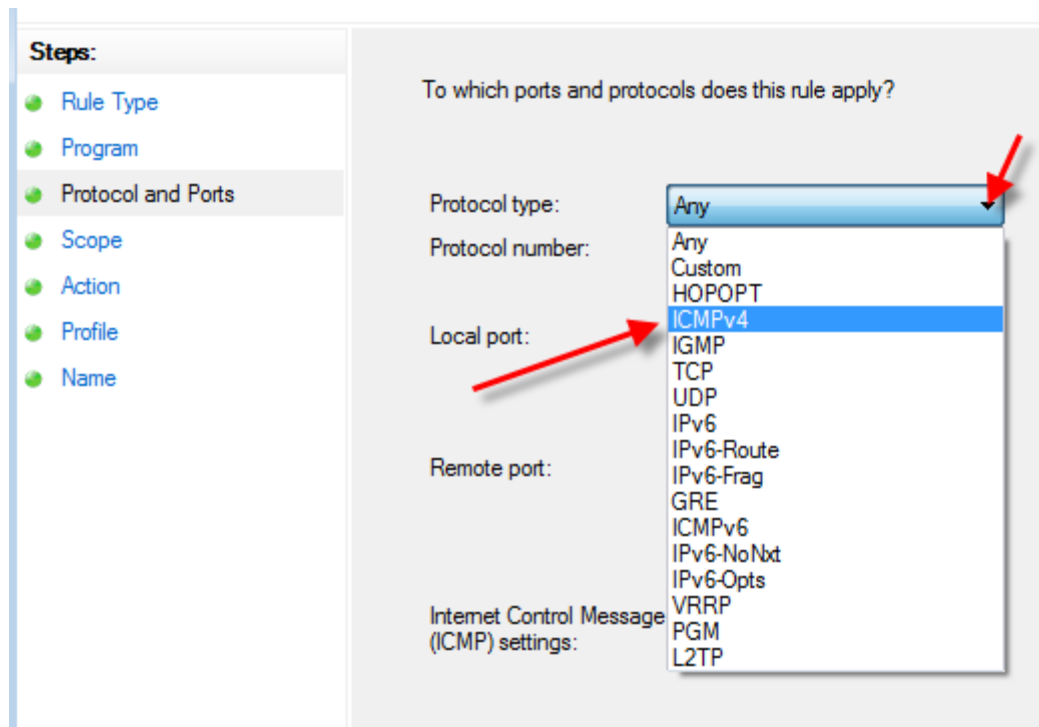 Steps:
Rule Type
Program
Protocol and Ports
Scope
Action
Profile
Name
To which ports and protocols does this rule apply?
Protocol type:
Any
Protocol number:
Any
Custom
HOPOPT
ICMPv4
IGMP
TCP
UDP
IPv6
IPv6-Route
IPv6-Frag
GRE
ICMPv6
IPv6-NoNxt
IPv6-Opts
VRRP
PGM
L2TP
Local port:
Remote port:
Internet Control Message
(ICMP) settings: